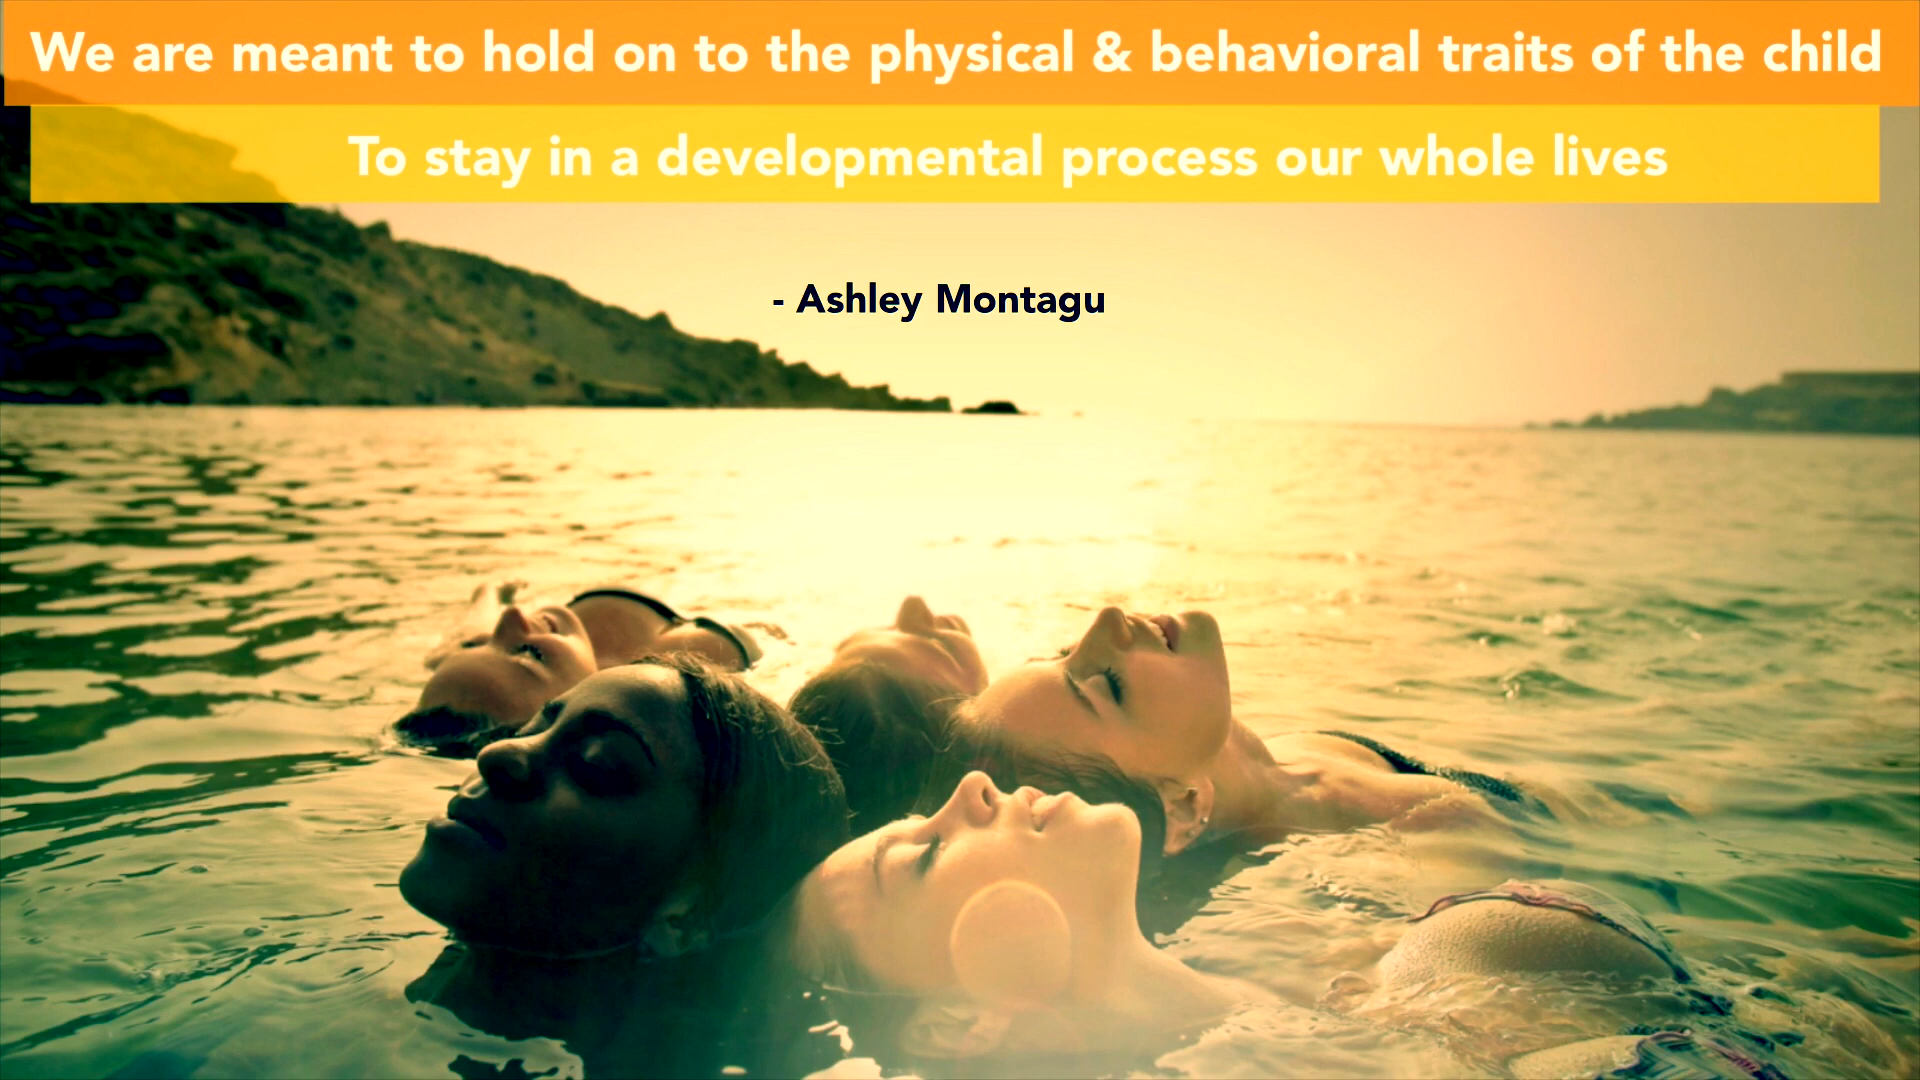 We are meant to hold on to the physical & behavioral traits of the child
To stay in a developmental process our whole lives
- Ashley Montagu